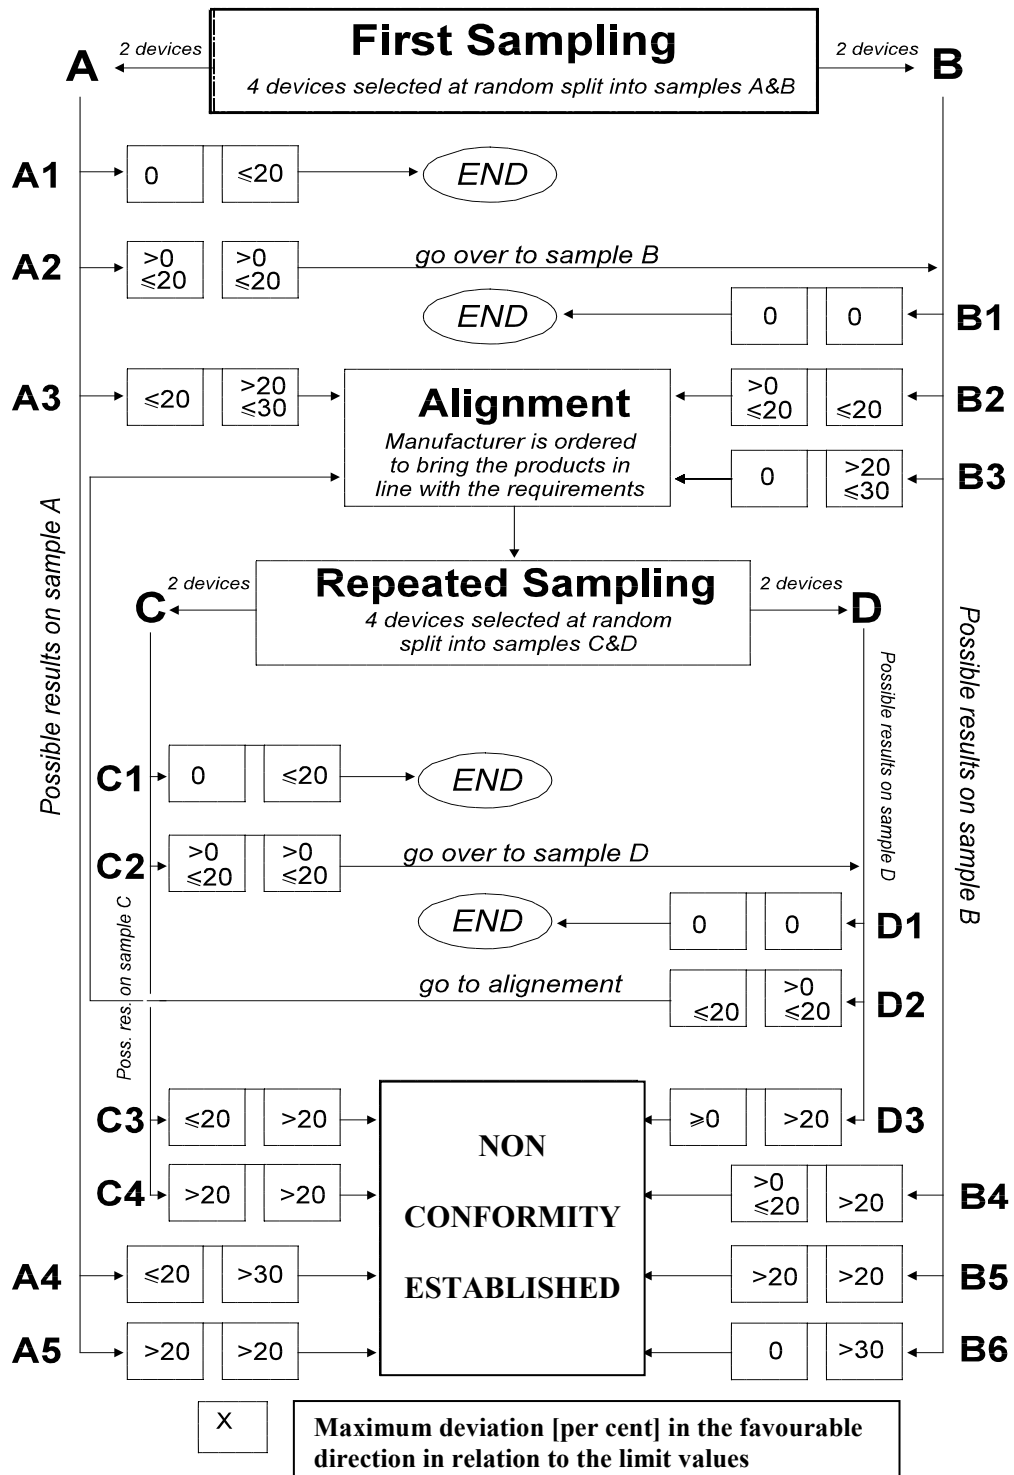 First Sampling
4 devices selected at random split into samples A&B
A
2 devices
2 devices
B
A1
0
≤20
END
A2
>0
≤20
>0
≤20
go over to sample B
END
0
0
B1
A3
≤20
>20
≤30
Alignment
Manufacturer is ordered
to bring the products in
line with the requirements
>0
≤20
≤20
B2
0
>20
≤30
B3
Possible results on sample A
C
2 devices
Repeated Sampling
4 devices selected at random
split into samples C&D
2 devices
D
Possible results on sample D
Possible results on sample B
C1
0
≤20
END
C2
>0
≤20
>0
≤20
go over to sample D
Poss. res. on sample C
END
0
0
D1
go to alignement
≤20
>0
≤20
D2
C3
≤20
>20
NON
CONFORMITY
ESTABLISHED
≥0
>20
D3
C4
>20
>20
>0
≤20
>20
B4
A4
≤20
>30
>20
>20
B5
A5
>20
>20
0
>30
B6
X
Maximum deviation [per cent] in the favourable
direction in relation to the limit values